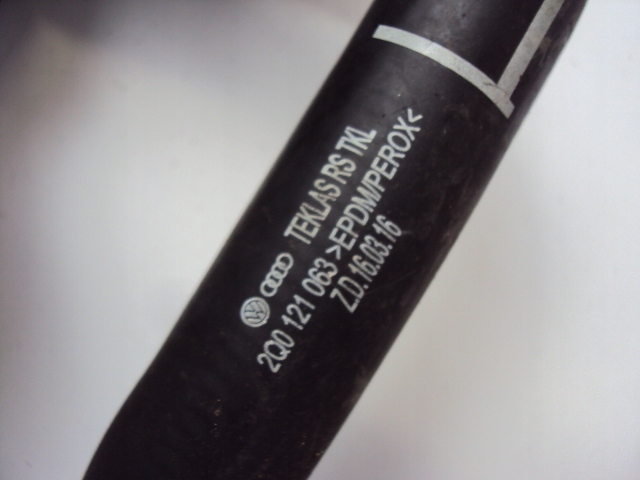 TEKLAS RS TKL
2Q0 121 063 >EPDM/PEROX<
Z.D.16.03.16